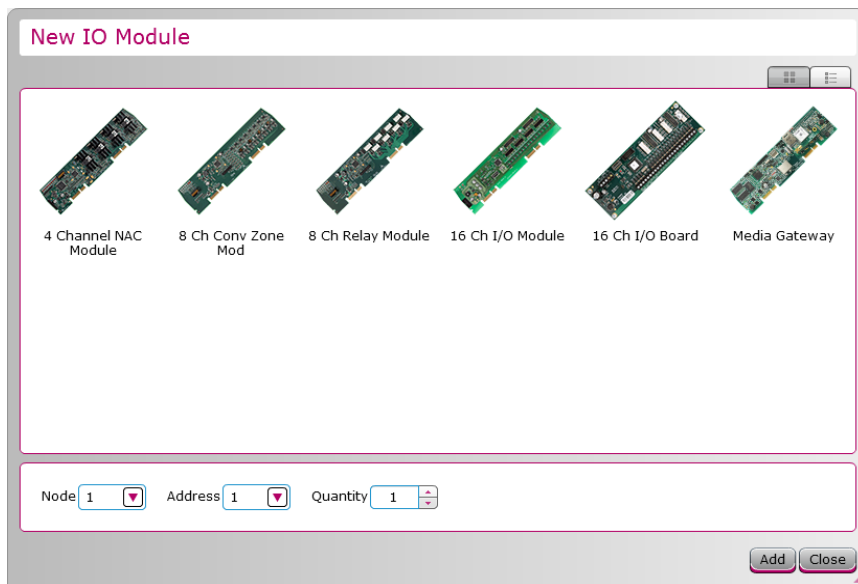 New IO Module
4 Channel NAC
Module
8 Ch Conv Zone
Mod
8 Ch Relay Module
16 Ch I/O Module
16 Ch I/O Board
Media Gateway
Node 1
Address 1
Quantity 1
Add
Close